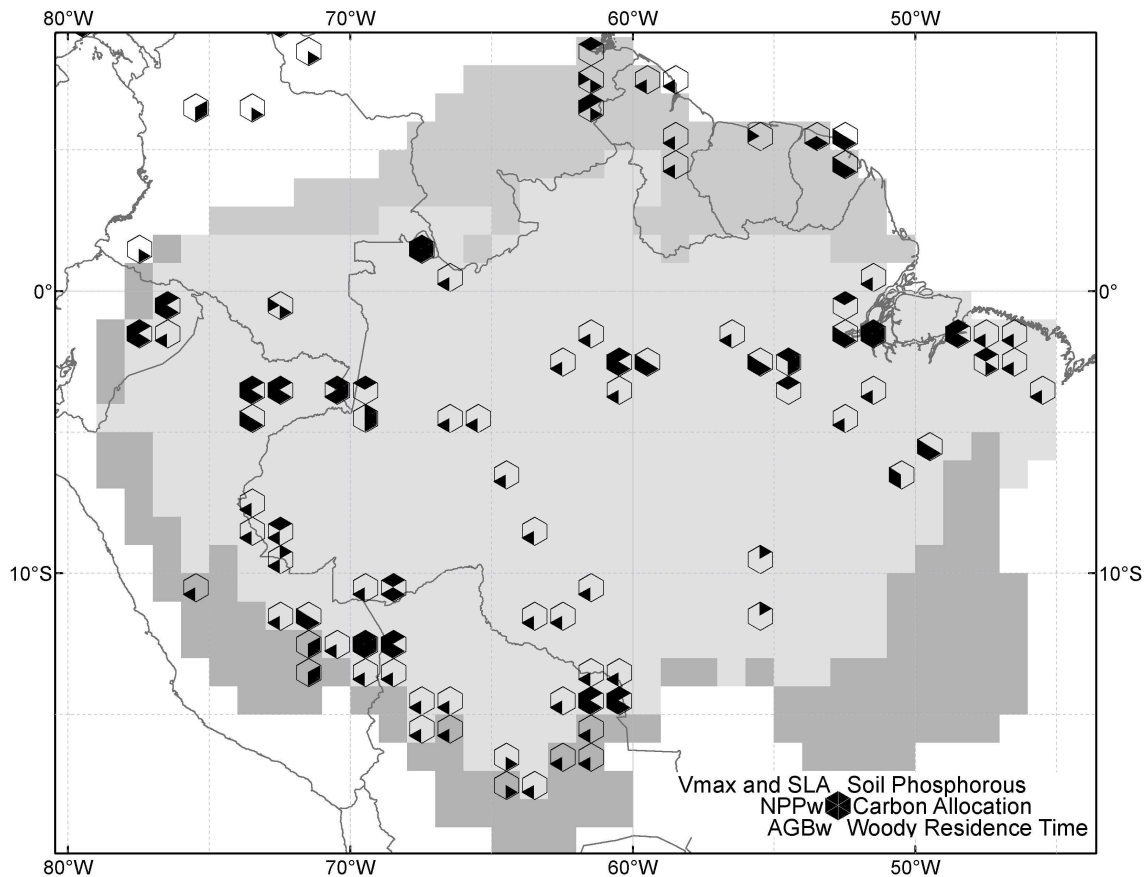 80°W 70°W 60°W 50°W
0° 0°
10°S 10°S
Vmax and SLA Soil Phosphorous
NPPw Carbon Allocation
AGBw Woody Residence Time
80°W 70°W 60°W 50°W